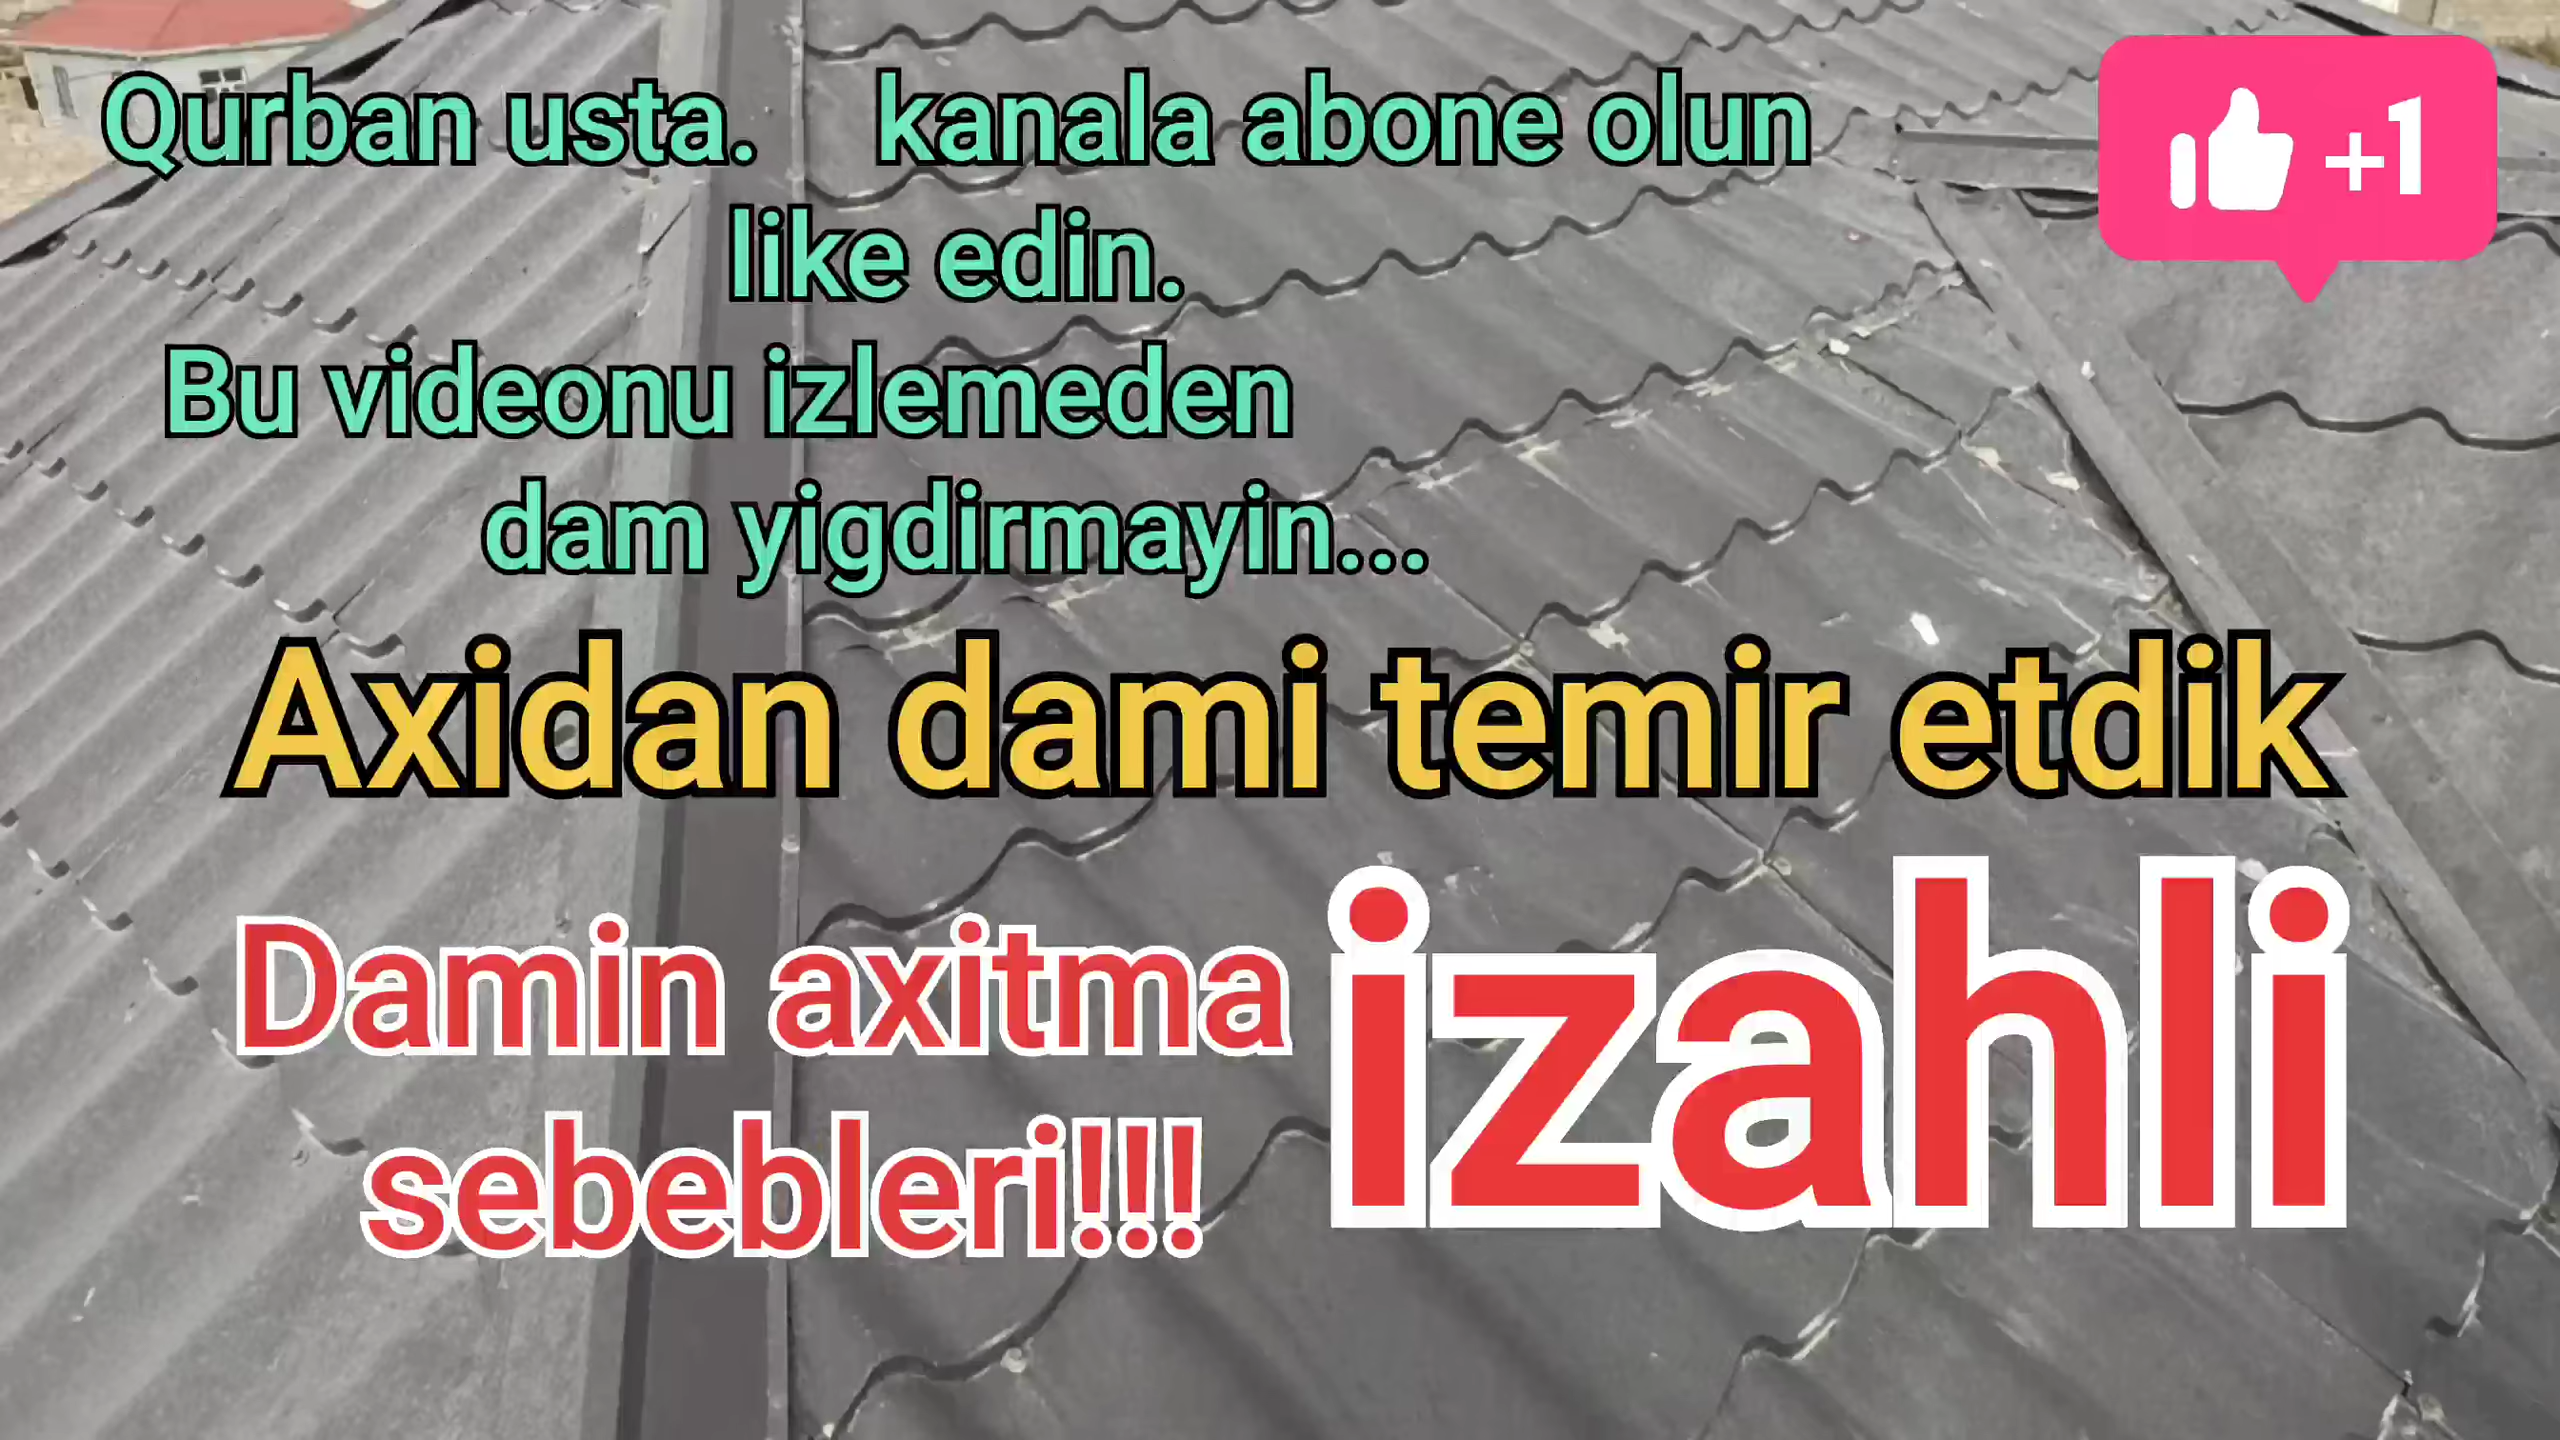 Qurban usta. kanala abone olun
like edin.
Bu videonu izlemeden
dam yigdirmayin...
Axidan dami temir etdik
Damin axitma
sebebleri!!!
izahli
+1